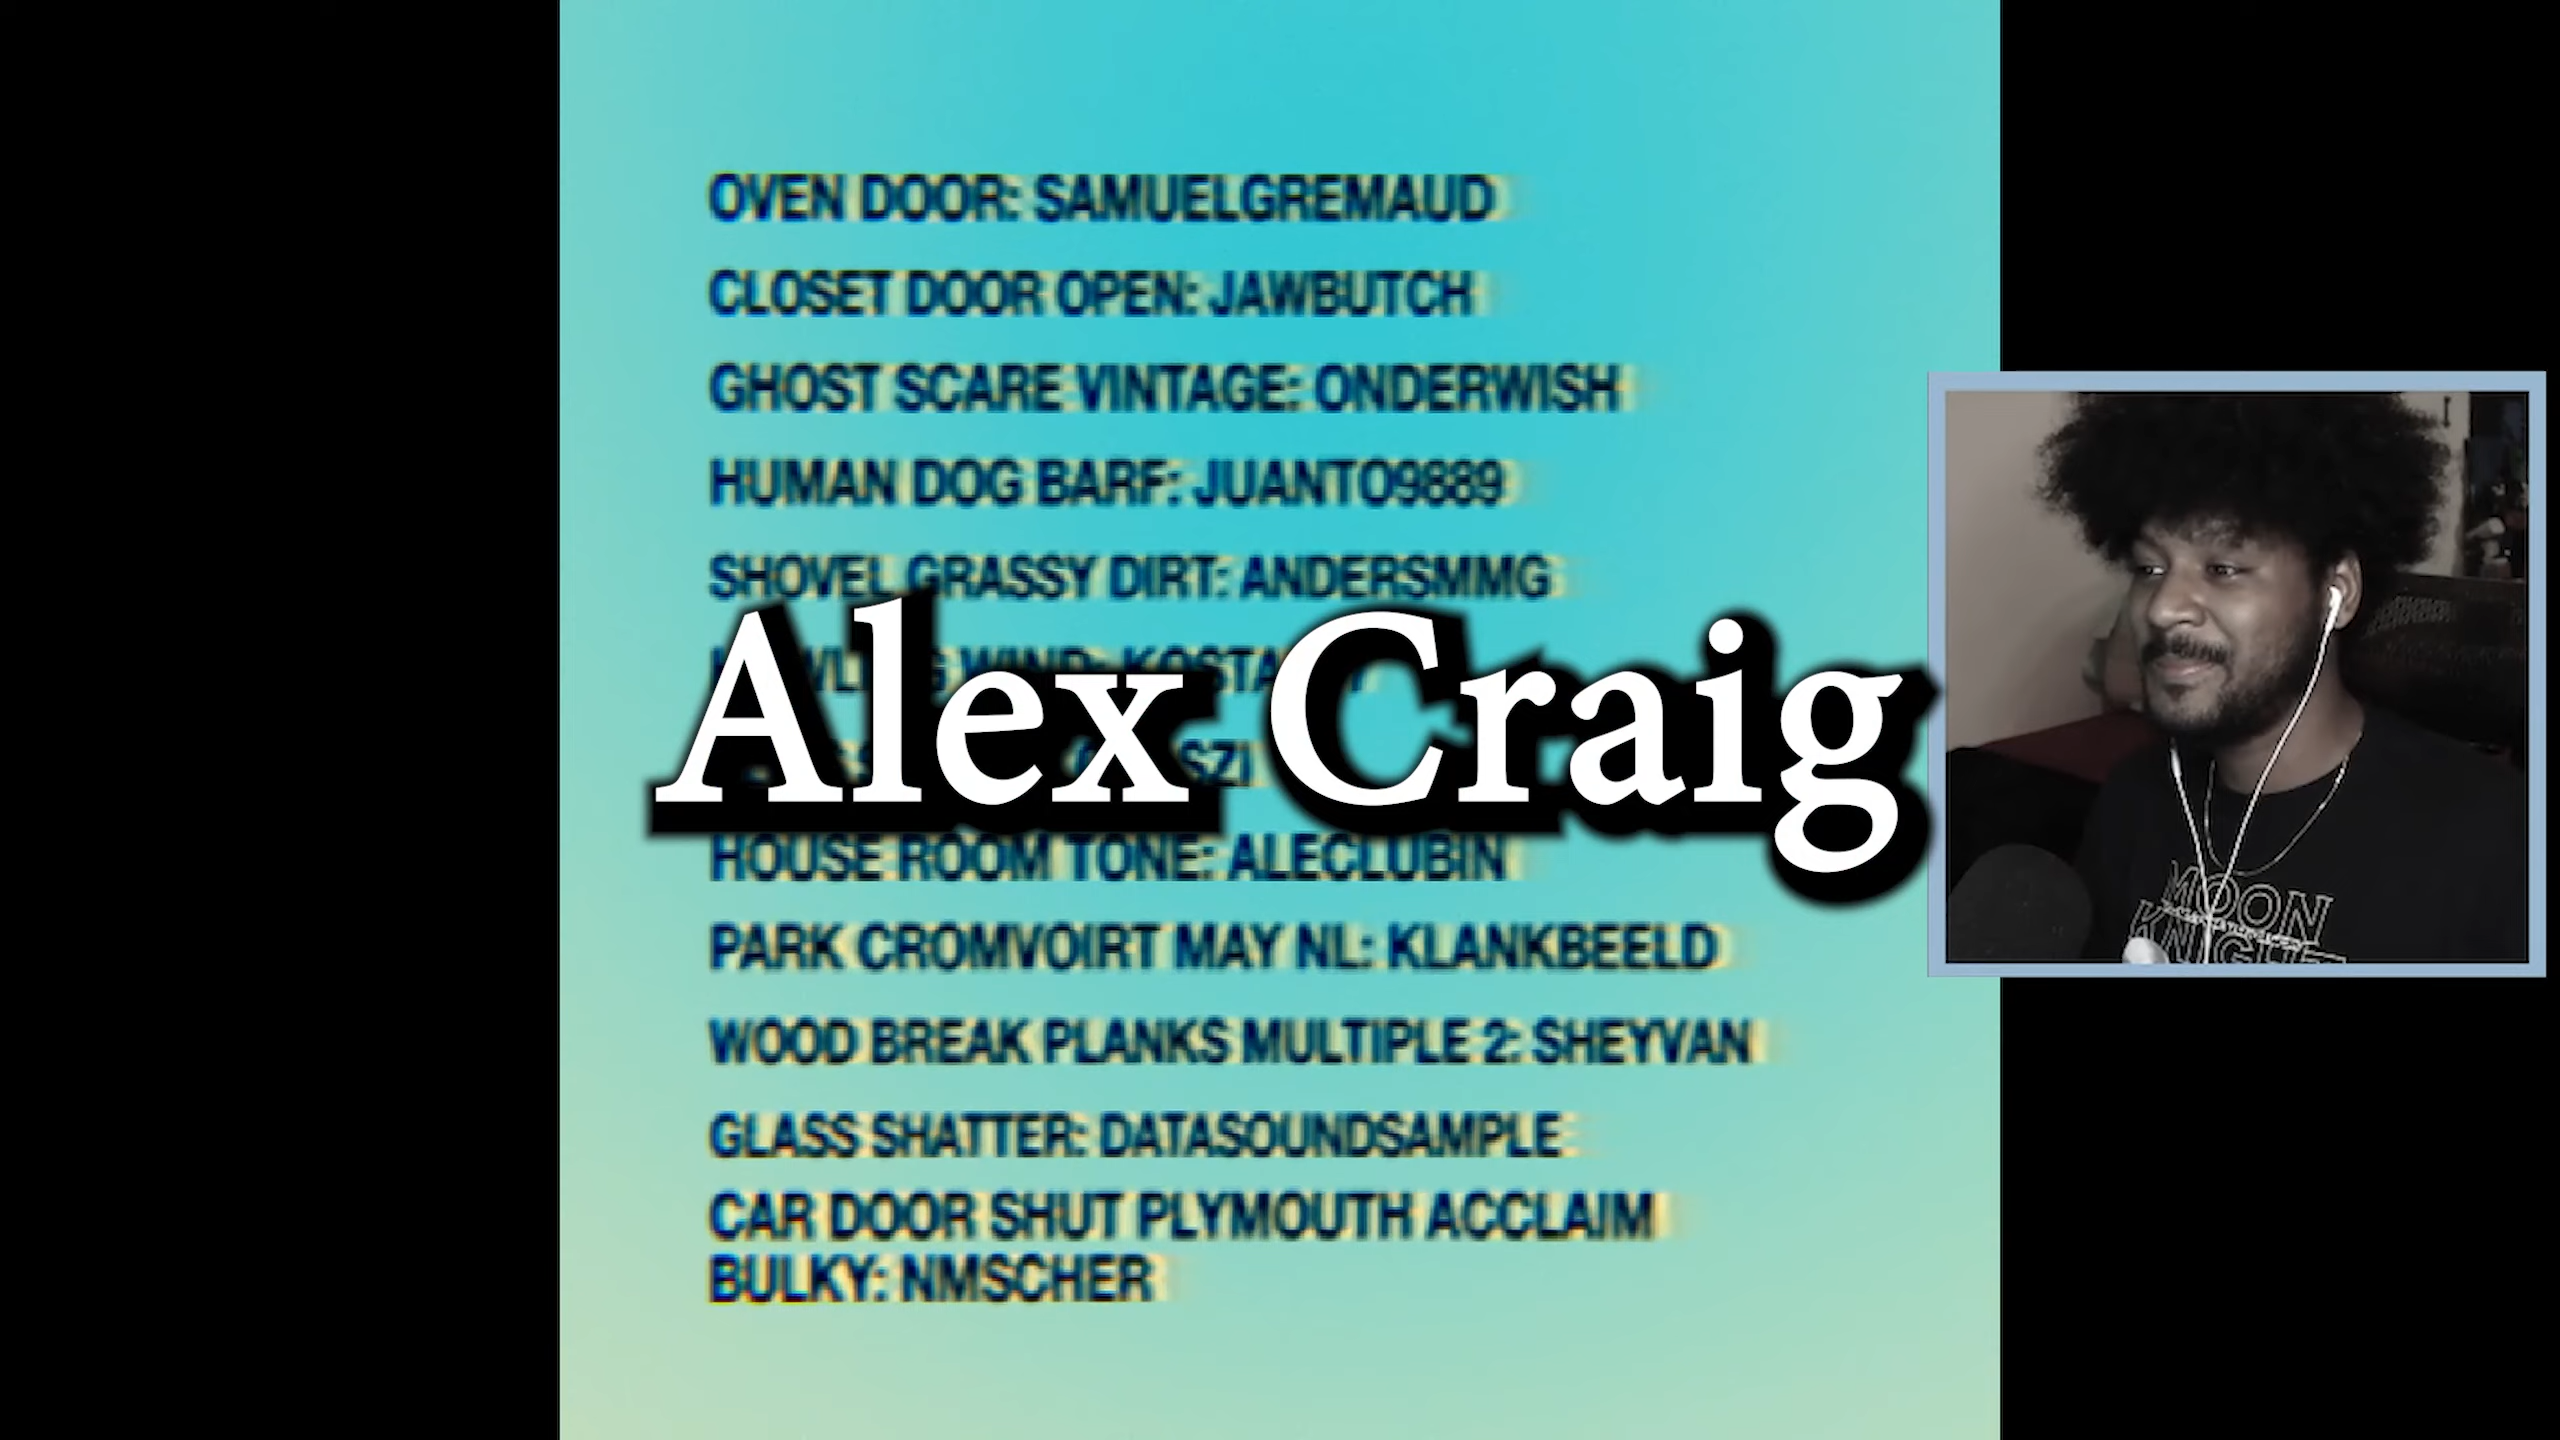 OVEN DOOR: SAMUELGREMAUD
CLOSET DOOR OPEN: JAWBUTCH
GHOST SCARE VINTAGE: ONDERWISH
HUMAN DOG BARF: JUANTO9889
SHOVEL GRASSY DIRT: ANDERSMMG
WIND:
Alex Craig
HOUSE ROOM TONE: ALECLUBIN
PARK CROMVOIRT MAY NL: KLANKBEELD
WOOD BREAK PLANKS MULTIPLE 2: SHEYVAN
GLASS SHATTER: DATASOUNDSAMPLE
CAR DOOR SHUT PLYMOUTH ACCLAIM
BULKY: NMSCHER
MOON
KNIGHT